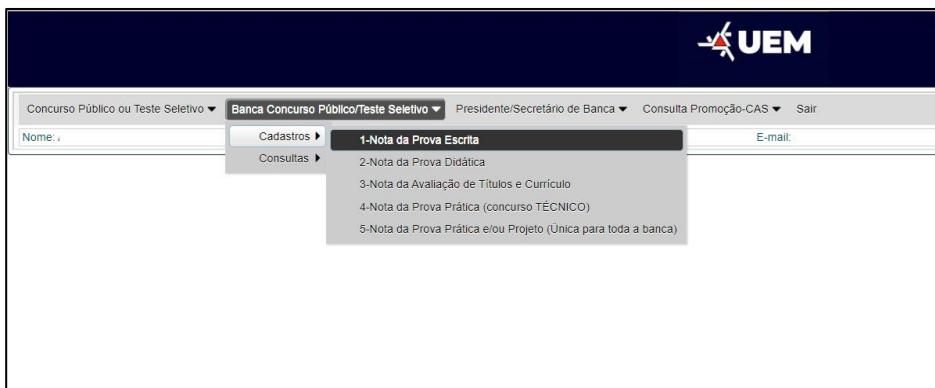 UEM
Concurso Público ou Teste Seletivo Banca Concurso Público/Teste Seletivo Presidente/Secretário de Banca Consulta Promoção-CAS Sair
Nome: E-mail:
Cadastros
Consultas
1-Nota da Prova Escrita
2-Nota da Prova Didática
3-Nota da Avaliação de Títulos e Currículo
4-Nota da Prova Prática (concurso TÉCNICO)
5-Nota da Prova Prática e/ou Projeto (Única para toda a banca)